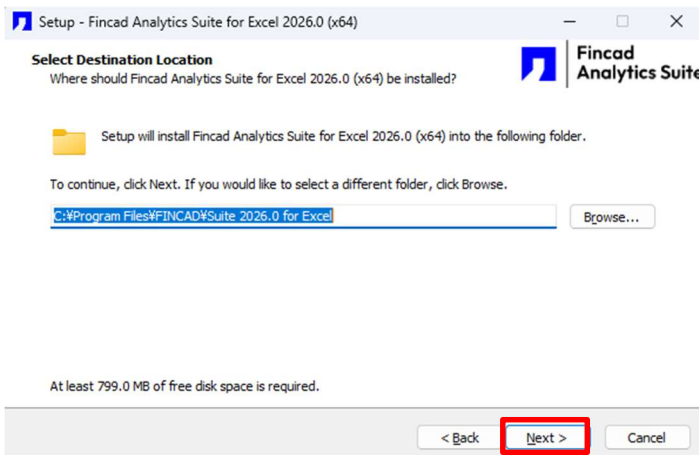 Setup - Fincad Analytics Suite for Excel 2026.0 (x64)
Select Destination Location
Where should Fincad Analytics Suite for Excel 2026.0 (x64) be installed?
Fincad
Analytics Suite
Setup will install Fincad Analytics Suite for Excel 2026.0 (x64) into the following folder.
To continue, click Next. If you would like to select a different folder, click Browse.
C:¥Program Files¥FINCAD¥Suite 2026.0 for Excel
Browse...
At least 799.0 MB of free disk space is required.
< Back
Next >
Cancel